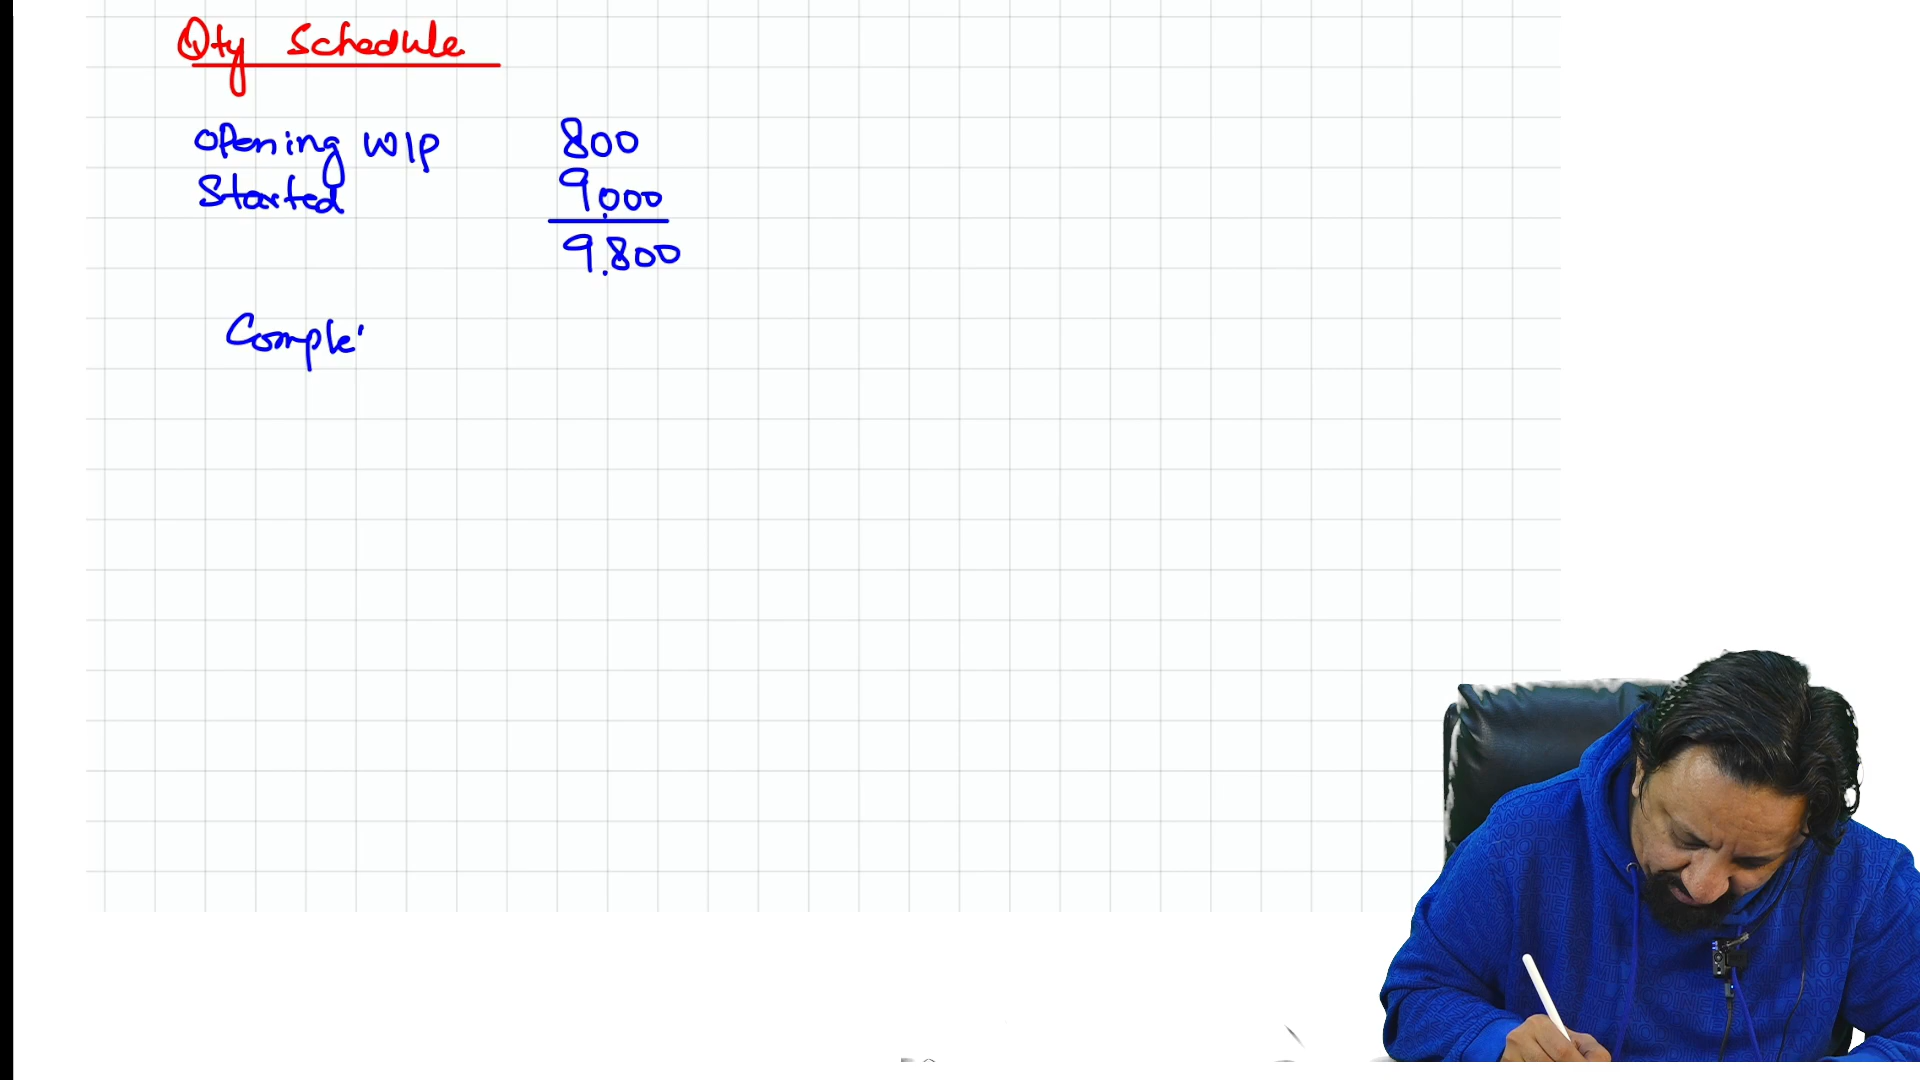 Qty Schedule
Opening WIP 800
Started 9,000
9,800
Comple